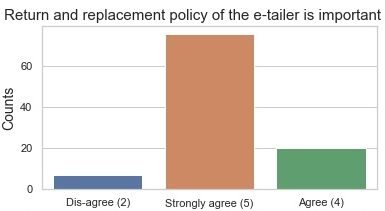 Return and replacement policy of the e-tailer is important
Counts
60
40
20
0
Dis-agree (2) Strongly agree (5) Agree (4)